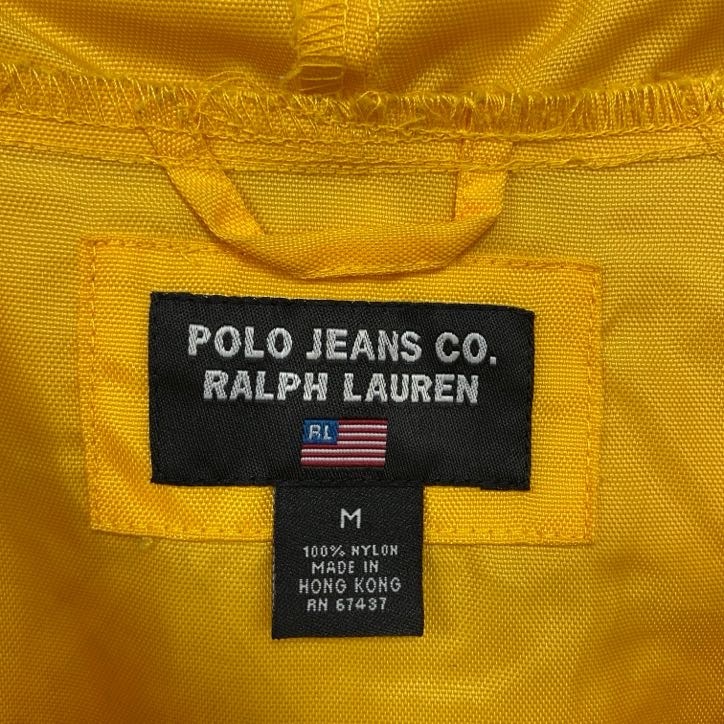 POLO JEANS CO.
RALPH LAUREN
RL
M
100% NYLON
MADE IN
HONG KONG
RN 67437